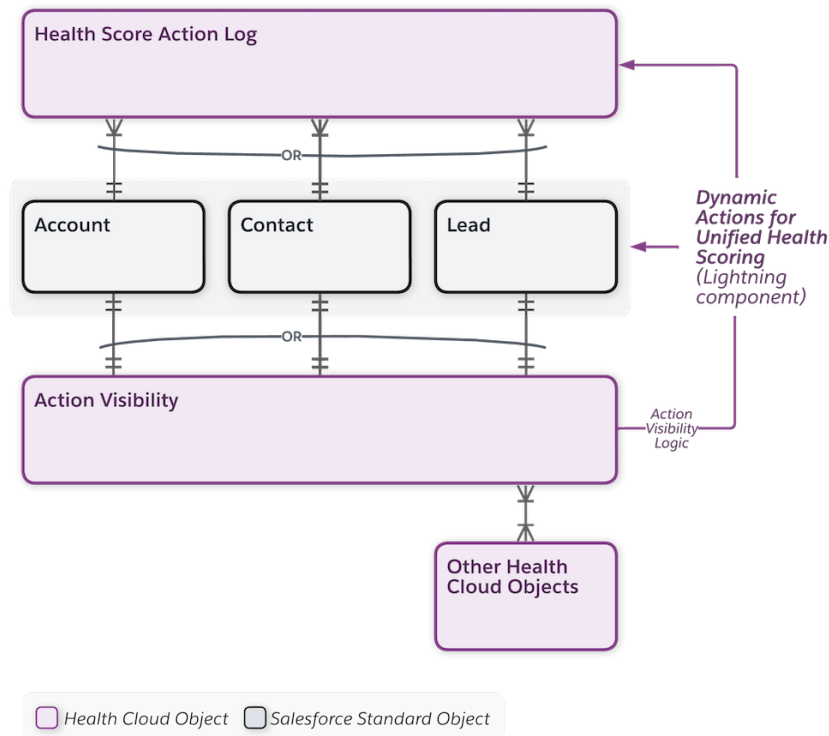 Health Score Action Log
OR
Account
Contact
Lead
Dynamic
Actions for
Unified Health
Scoring
(Lightning
component)
OR
Action Visibility
Action
Visibility
Logic
Other Health
Cloud Objects
Health Cloud Object
Salesforce Standard Object